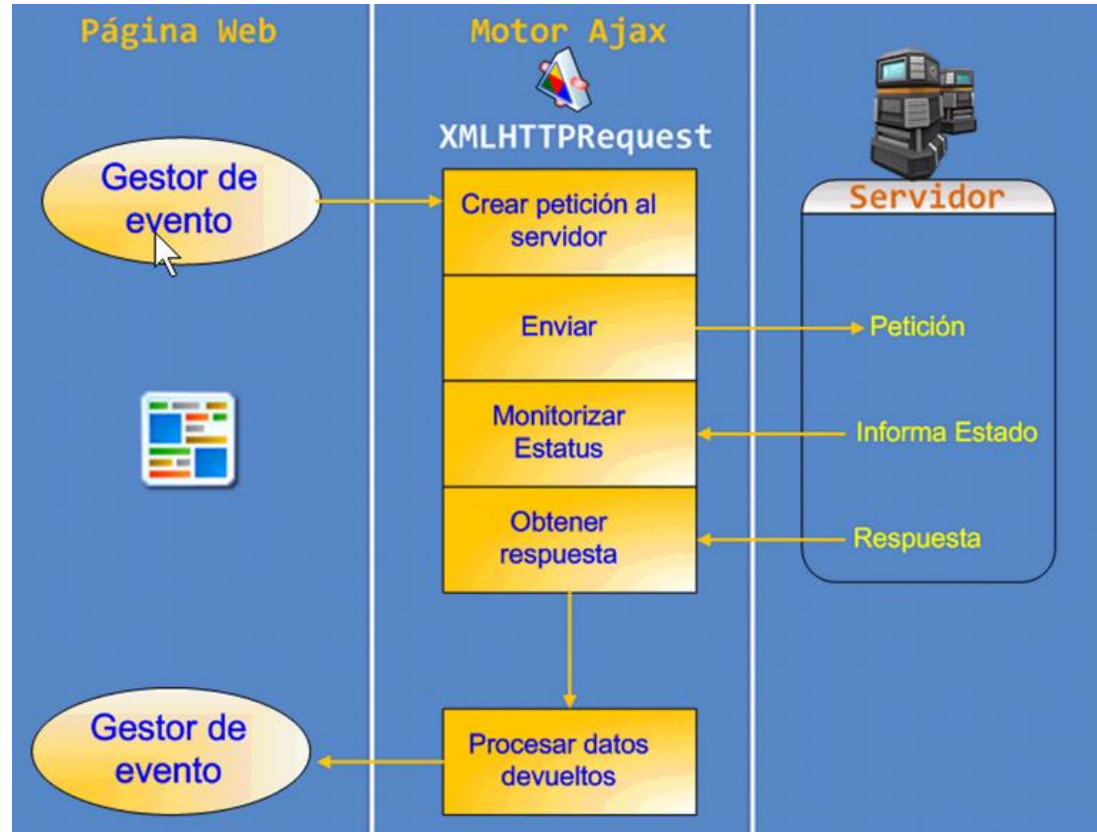 Página Web
Motor Ajax
XMLHTTPRequest
Servidor
Gestor de
evento
Crear petición al
servidor
Enviar
Petición
Monitorizar
Estatus
Informa Estado
Obtener
respuesta
Respuesta
Gestor de
evento
Procesar datos
devueltos